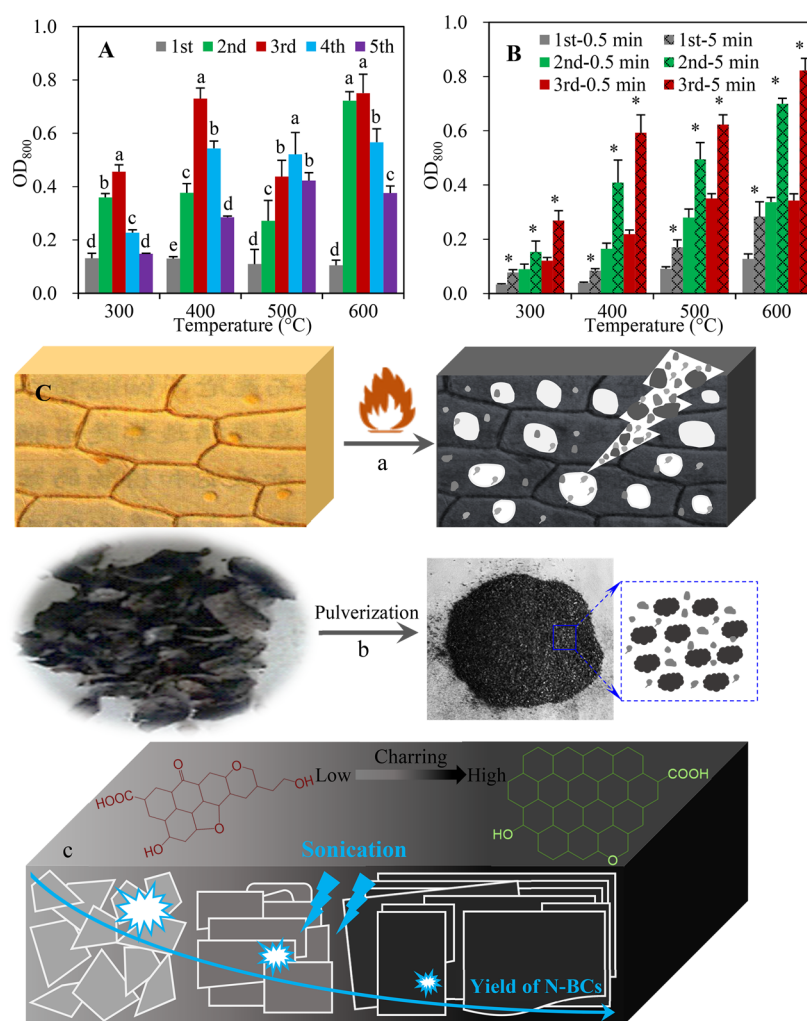 A
1st 2nd 3rd 4th 5th
OD800
1.0
0.8
0.6
0.4
0.2
0.0
d b a c d
e c a b d
d c b a b
d a a b c
300 400 500 600
Temperature (°C)
B
1st-0.5 min 1st-5 min
2nd-0.5 min 2nd-5 min
3rd-0.5 min 3rd-5 min
OD800
1.0
0.8
0.6
0.4
0.2
0.0
* * *
* * *
* * *
* * *
300 400 500 600
Temperature (°C)
C
a
Pulverization
b
Charring
Low High
O
O
HOOC
OH
O
HO
COOH
HO
O
c
Sonication
Yield of N-BCs